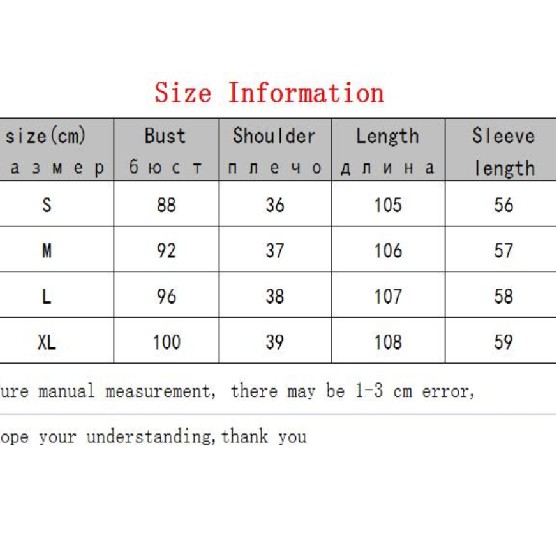 Size Information
size(cm) Bust Shoulder Length Sleeve length
азмер бюст плечо длина
S 88 36 105 56
M 92 37 106 57
L 96 38 107 58
XL 100 39 108 59
ure manual measurement, there may be 1-3 cm error,
ope your understanding,thank you